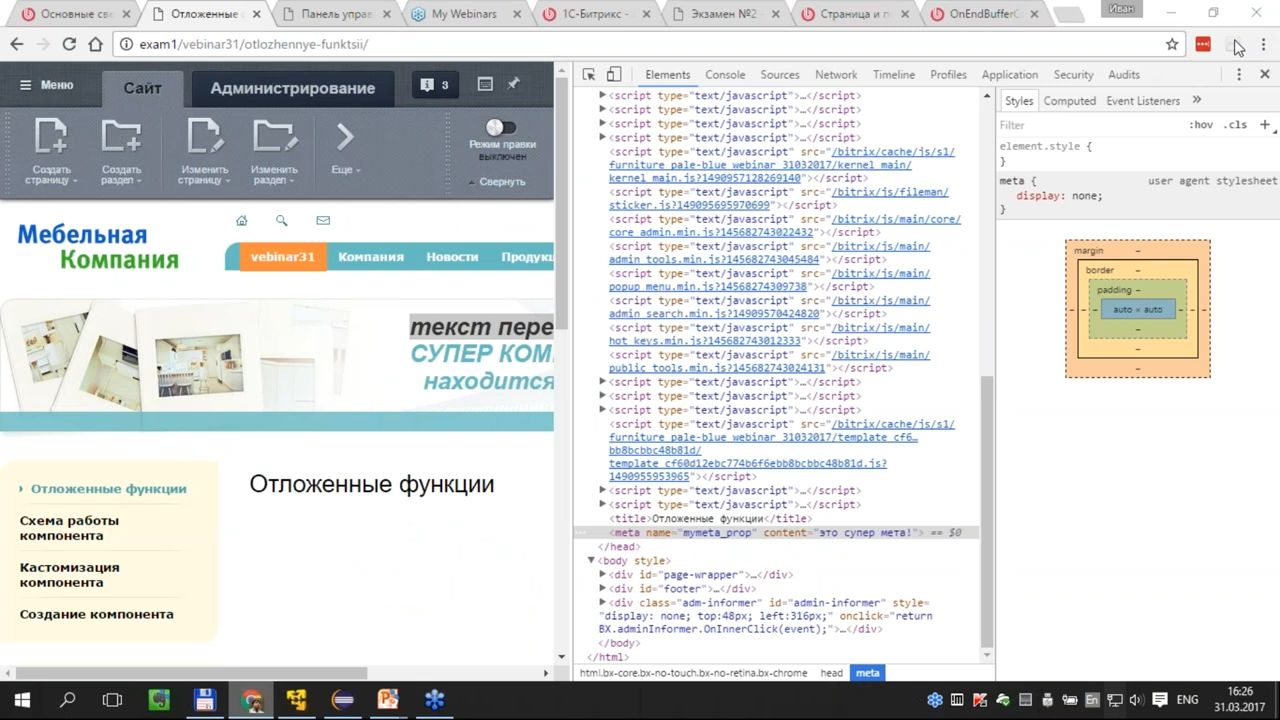 Основные св
Отложенные
Панель управ
My Webinars
1С-Битрикс -
Экзамен №2 -
Страница и п
OnEndBufferC
Иван
exam1/vebinar31/otlozhennye-funktsii/
Меню
Сайт
Администрирование
3
Создать страницу
Создать раздел
Изменить страницу
Изменить раздел
Еще
Режим правки
выключен
Свернуть
Мебельная
Компания
vebinar31
Компания
Новости
Продукц
текст пере
СУПЕР КОМ
находится
Отложенные функции
Отложенные функции
Схема работы
компонента
Кастомизация
компонента
Создание компонента
Elements Console Sources Network Timeline Profiles Application Security Audits
<script type="text/javascript">…</script>
<script type="text/javascript">…</script>
<script type="text/javascript">…</script>
<script type="text/javascript">…</script>
<script type="text/javascript" src="/bitrix/cache/js/s1/
furniture_pale-blue_webinar_31032017/kernel_main/
kernel_main.js?1490957128269140"></script>
<script type="text/javascript" src="/bitrix/js/fileman/
sticker.js?149095695970699"></script>
<script type="text/javascript" src="/bitrix/js/main/core/
core_admin.min.js?145682743022432"></script>
<script type="text/javascript" src="/bitrix/js/main/
admin_tools.min.js?145682743045484"></script>
<script type="text/javascript" src="/bitrix/js/main/
popup_menu.min.js?14568274309738"></script>
<script type="text/javascript" src="/bitrix/js/main/
admin_search.min.js?14509570424820"></script>
<script type="text/javascript" src="/bitrix/js/main/
hot_keys.min.js?145682743012333"></script>
<script type="text/javascript" src="/bitrix/js/main/
public_tools.min.js?145682743024131"></script>
<script type="text/javascript">…</script>
<script type="text/javascript">…</script>
<script type="text/javascript">…</script>
<script type="text/javascript" src="/bitrix/cache/js/s1/
furniture_pale-blue_webinar_31032017/template_cf6…
bb8bcbbc48b81d/
template_cf60d12ebc774b6f6ebb8bcbbc48b81d.js?
1490955953965"></script>
<script type="text/javascript">…</script>
<script type="text/javascript">…</script>
<title>Отложенные функции</title>
<meta name="mymeta_prop" content="это супер мета!"> == $0
</head>
<body style>
<div id="page-wrapper">…</div>
<div id="footer">…</div>
<div class="adm-informer" id="admin-informer" style=
"display: none; top:48px; left:316px;" onclick="return
BX.adminInformer.OnInnerClick(event);">…</div>
</body>
</html>
html.bx-core.bx-no-touch.bx-no-retina.bx-chrome head meta
Styles Computed Event Listeners »
Filter :hov .cls +
element.style {
}
meta { user agent stylesheet
display: none;
}
margin –
border –
padding –
auto × auto
ENG
16:26
31.03.2017